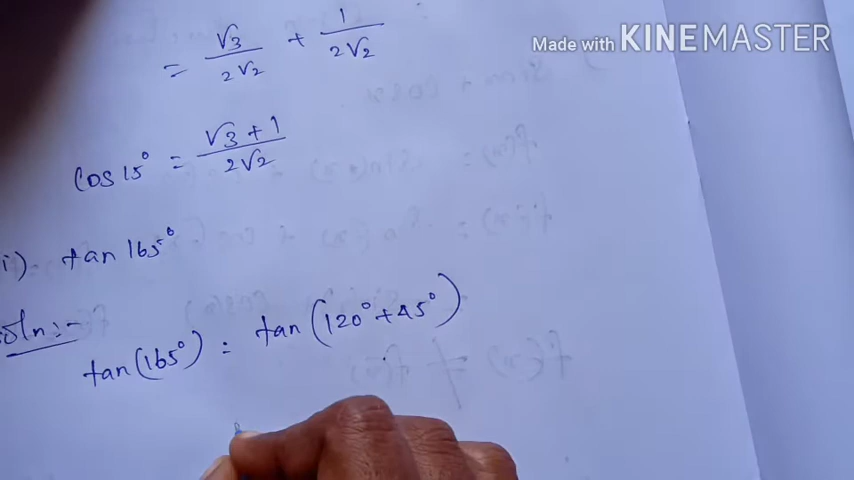 Made with KINEMASTER
= √3/2√2 + 1/2√2
cos 15° = √3 + 1/2√2
i) tan 165°
soln :-
tan (165°) = tan (120° + 45°)